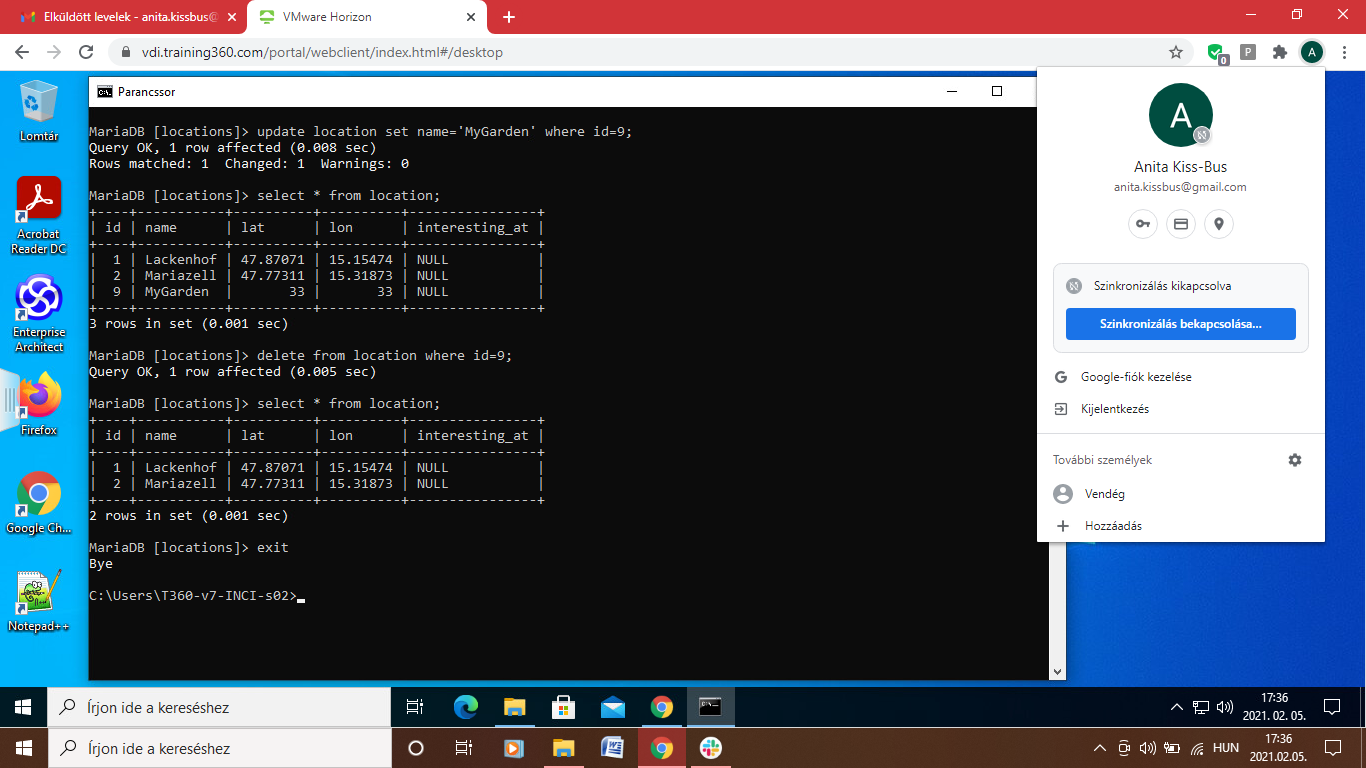 Elküldött levelek - anita.kissbus@
VMware Horizon
vdi.training360.com/portal/webclient/index.html#/desktop
0
P
A
Lomtár
Acrobat
Reader DC
Enterprise
Architect
Firefox
Google Ch...
Notepad++
Parancssor
MariaDB [locations]> update location set name='MyGarden' where id=9;
Query OK, 1 row affected (0.008 sec)
Rows matched: 1  Changed: 1  Warnings: 0
MariaDB [locations]> select * from location;
+----+-----------+----------+----------+----------------+
| id | name      | lat      | lon      | interesting_at |
+----+-----------+----------+----------+----------------+
|  1 | Lackenhof | 47.87071 | 15.15474 | NULL           |
|  2 | Mariazell | 47.77311 | 15.31873 | NULL           |
|  9 | MyGarden  |       33 |       33 | NULL           |
+----+-----------+----------+----------+----------------+
3 rows in set (0.001 sec)
MariaDB [locations]> delete from location where id=9;
Query OK, 1 row affected (0.005 sec)
MariaDB [locations]> select * from location;
+----+-----------+----------+----------+----------------+
| id | name      | lat      | lon      | interesting_at |
+----+-----------+----------+----------+----------------+
|  1 | Lackenhof | 47.87071 | 15.15474 | NULL           |
|  2 | Mariazell | 47.77311 | 15.31873 | NULL           |
+----+-----------+----------+----------+----------------+
2 rows in set (0.001 sec)
MariaDB [locations]> exit
Bye
C:\Users\T360-v7-INCI-s02>
A
Anita Kiss-Bus
anita.kissbus@gmail.com
Szinkronizálás kikapcsolva
Szinkronizálás bekapcsolása...
Google-fiók kezelése
Kijelentkezés
További személyek
Vendég
Hozzáadás
Írjon ide a kereséshez
17:36
2021. 02. 05.
Írjon ide a kereséshez
HUN
17:36
2021.02.05.